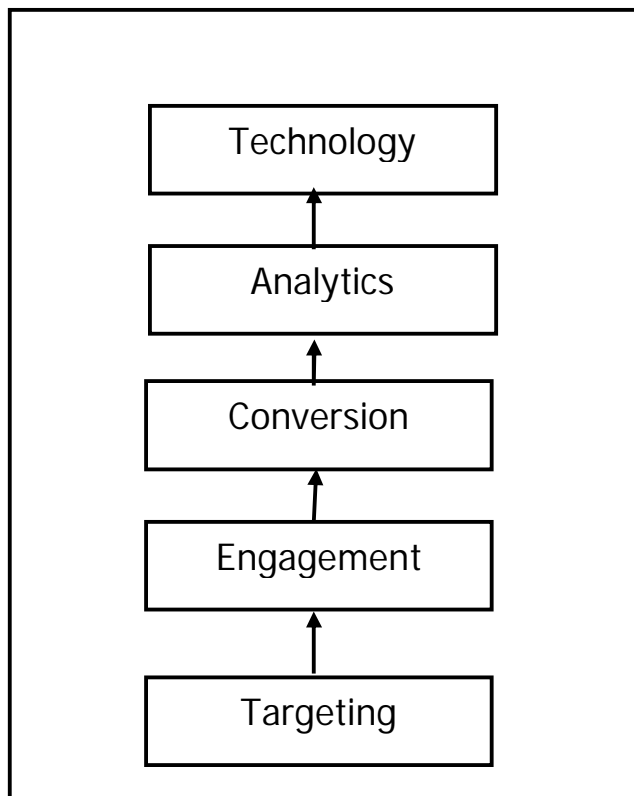 Technology
Analytics
Conversion
Engagement
Targeting